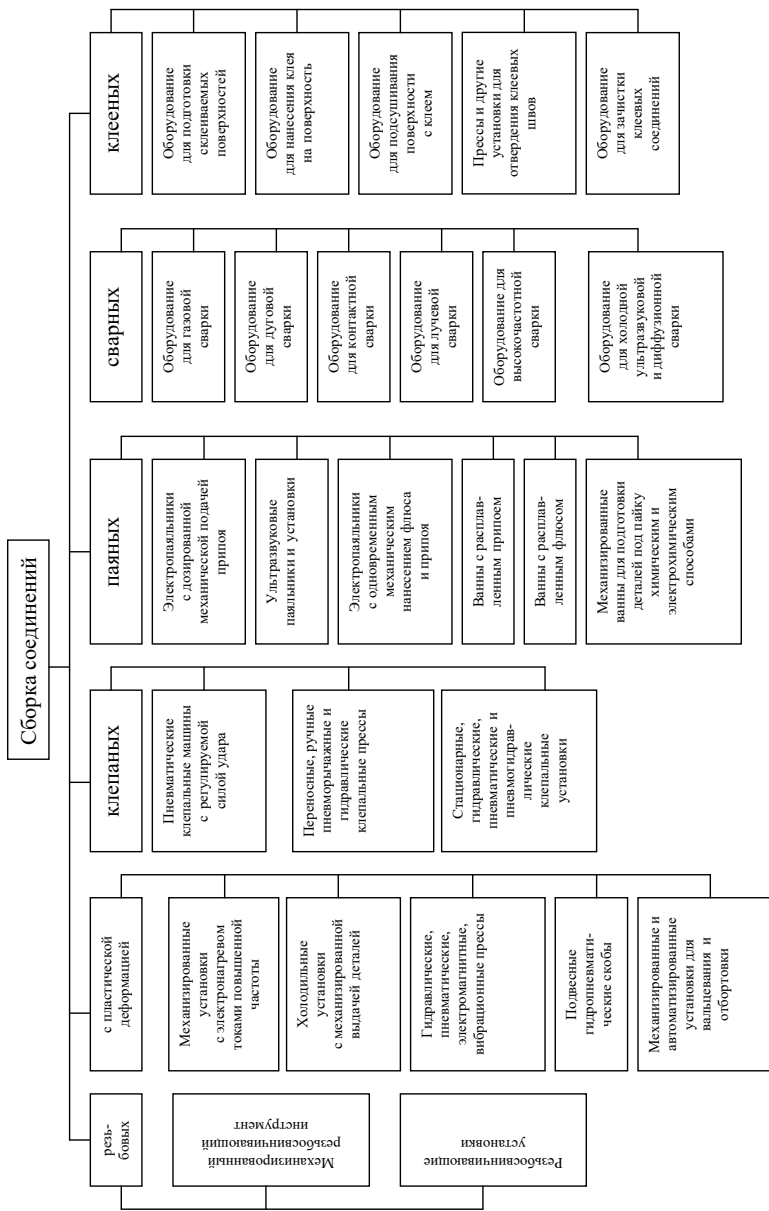 Сборка соединений
резь-
бовых
Механизированный
резьбосвинчивающий
инструмент
Резьбосвинчивающие
установки
с пластической
деформацией
Механизированные
установки
с электронагревом
токами повышенной
частоты
Холодильные
установки
с механизированной
выдачей деталей
Гидравлические,
пневматические,
электромагнитные,
вибрационные прессы
Подвесные
гидропневмати-
ческие скобы
Механизированные и
автоматизированные
установки для
вальцевания и
отбортовки
клепаных
Пневматические
клепальные машины
с регулируемой
силой удара
Переносные, ручные
пневморычажные и
гидравлические
клепальные прессы
Стационарные,
гидравлические,
пневматические и
пневмогидрав-
лические
клепальные
установки
паяных
Электропаяльники
с дозированной
механической подачей
припоя
Ультразвуковые
паяльники и установки
Электропаяльники
с одновременным
механическим
нанесением флюса
и припоя
Ванны с расплав-
ленным припоем
Ванны с расплав-
ленным флюсом
Механизированные
ванны для подготовки
деталей под пайку
химическим и
электрохимическим
способами
сварных
Оборудование
для газовой
сварки
Оборудование
для дуговой
сварки
Оборудование
для контактной
сварки
Оборудование
для лучевой
сварки
Оборудование для
высокочастотной
сварки
Оборудование
для холодной
ультразвуковой
и диффузионной
сварки
клееных
Оборудование
для подготовки
склеиваемых
поверхностей
Оборудование
для нанесения клея
на поверхность
Оборудование
для подсушивания
поверхности
с клеем
Прессы и другие
установки для
отвердения клеевых
швов
Оборудование
для зачистки
клеевых
соединений